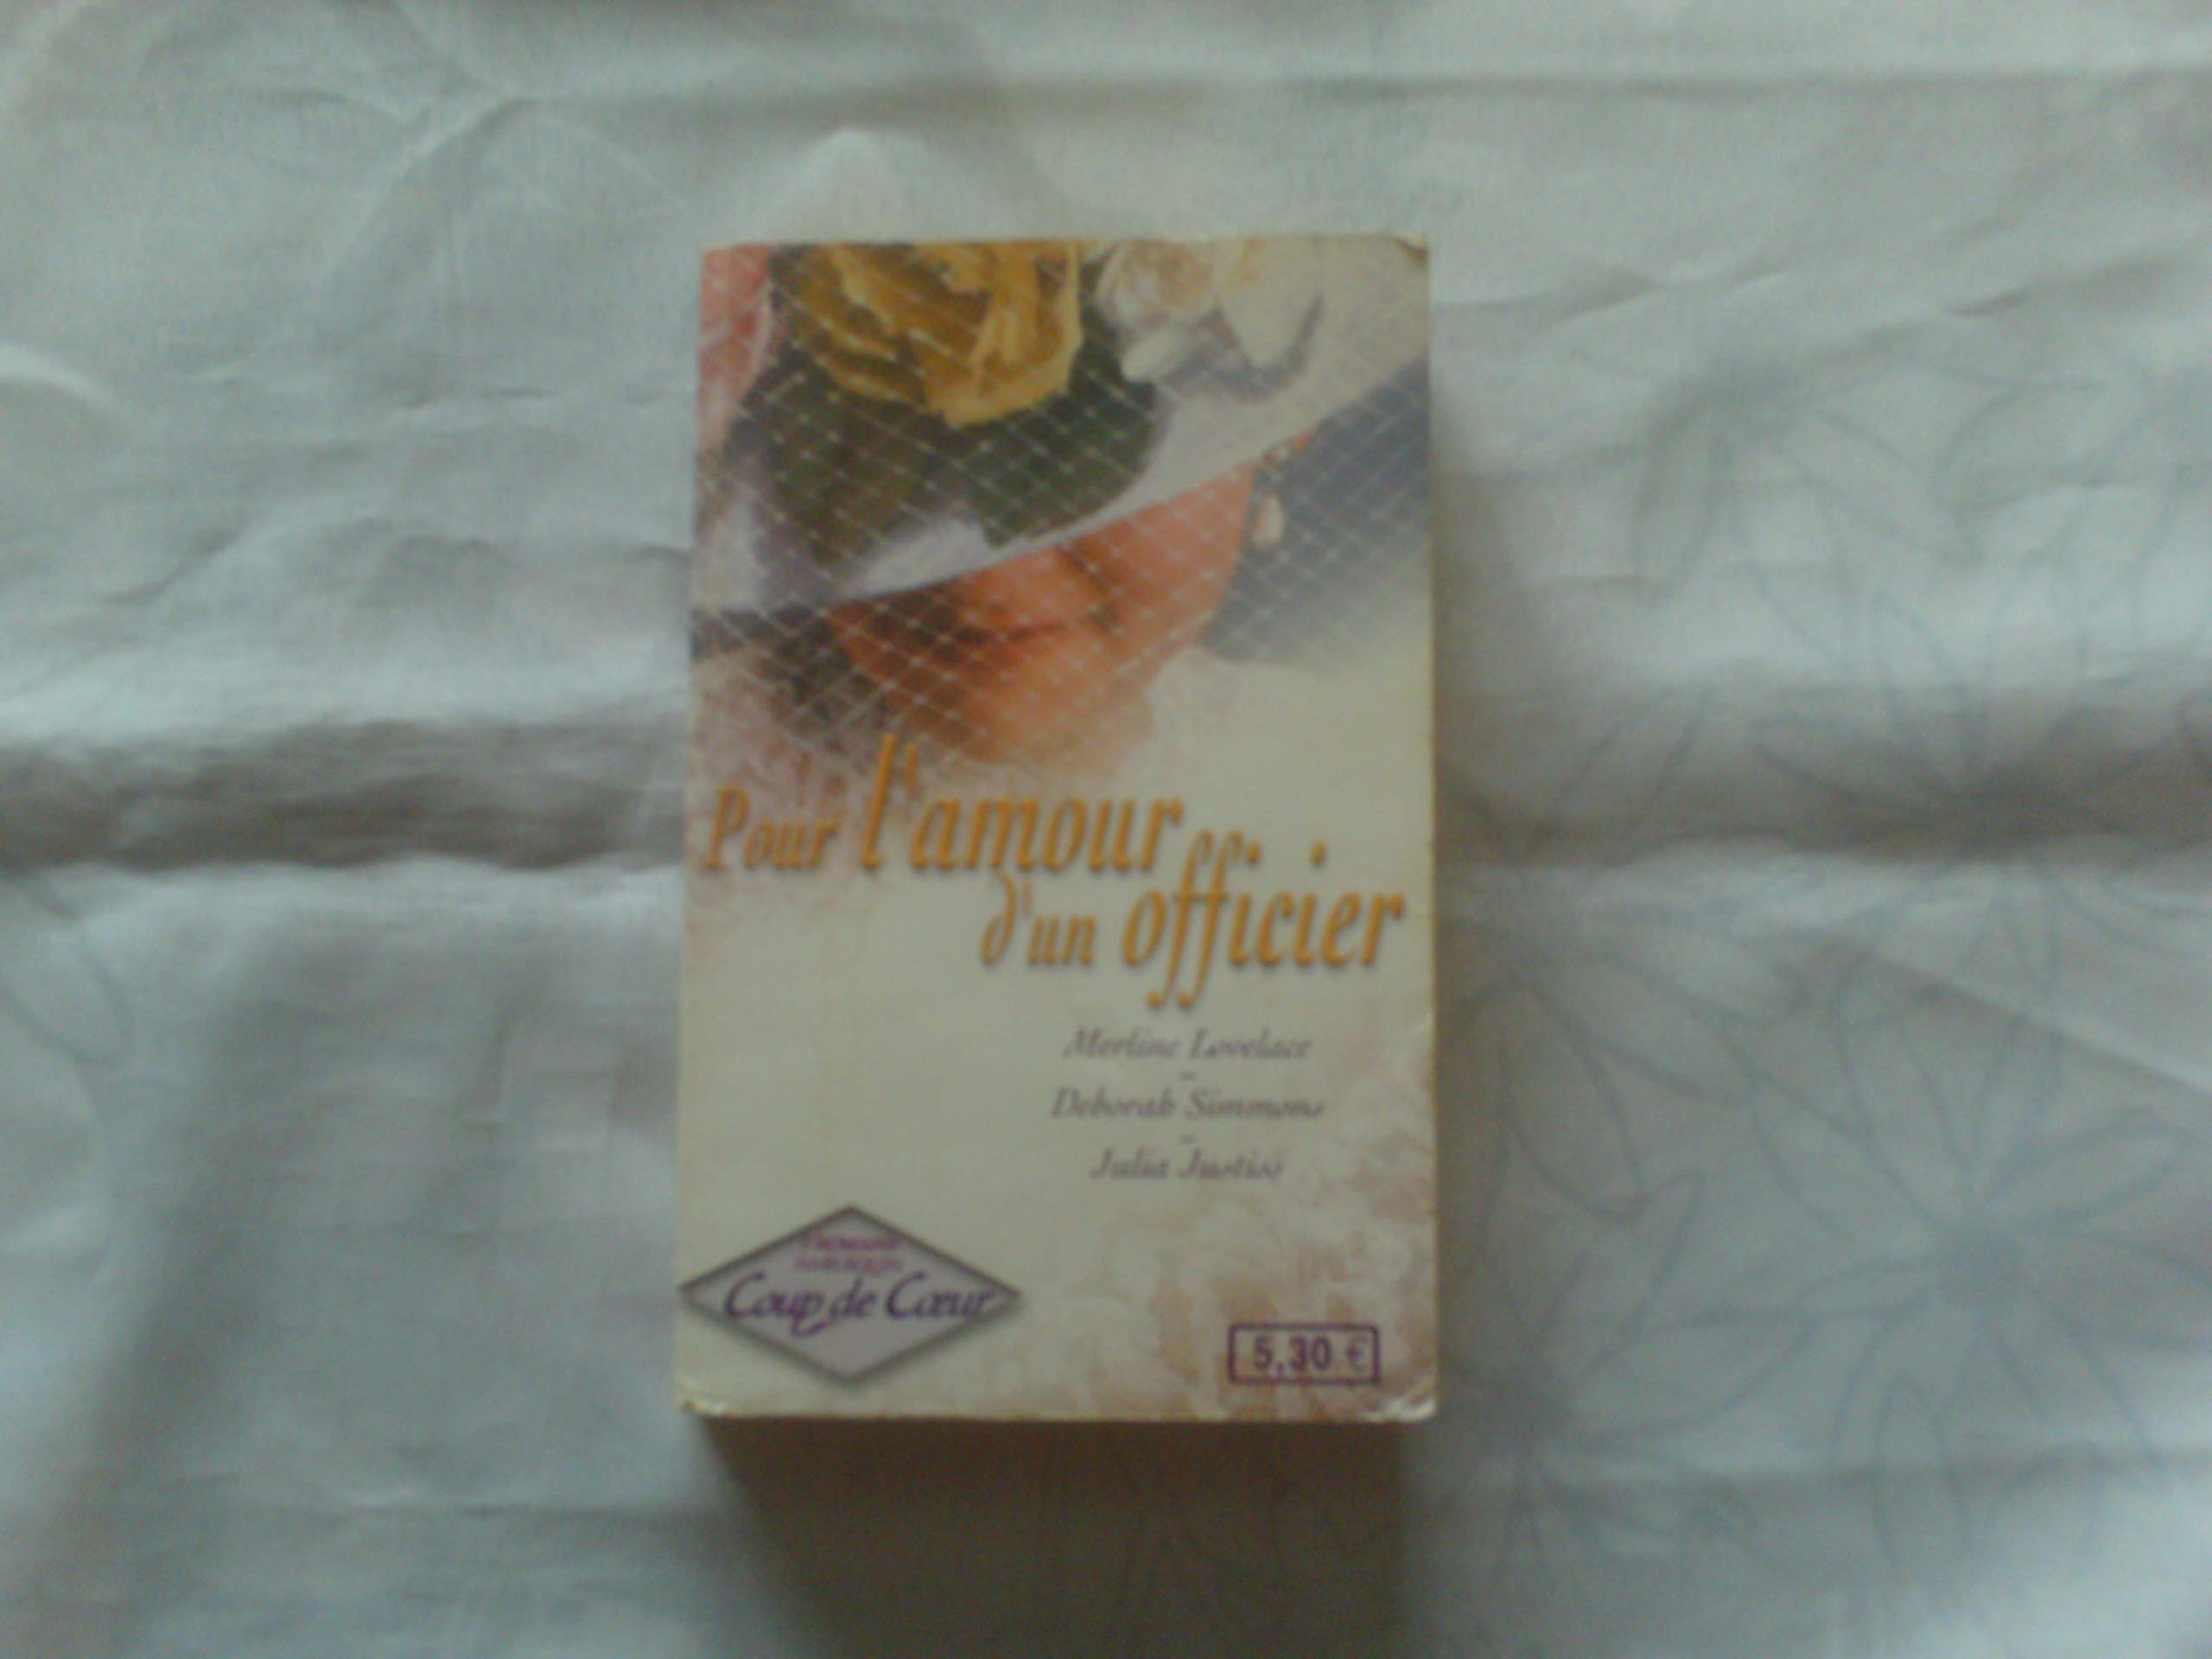 Pour l'amour
d'un officier
Merline Lovelace
-
Deborah Simmons
-
Julia Justiss
Coup de Cœur
5,30 €